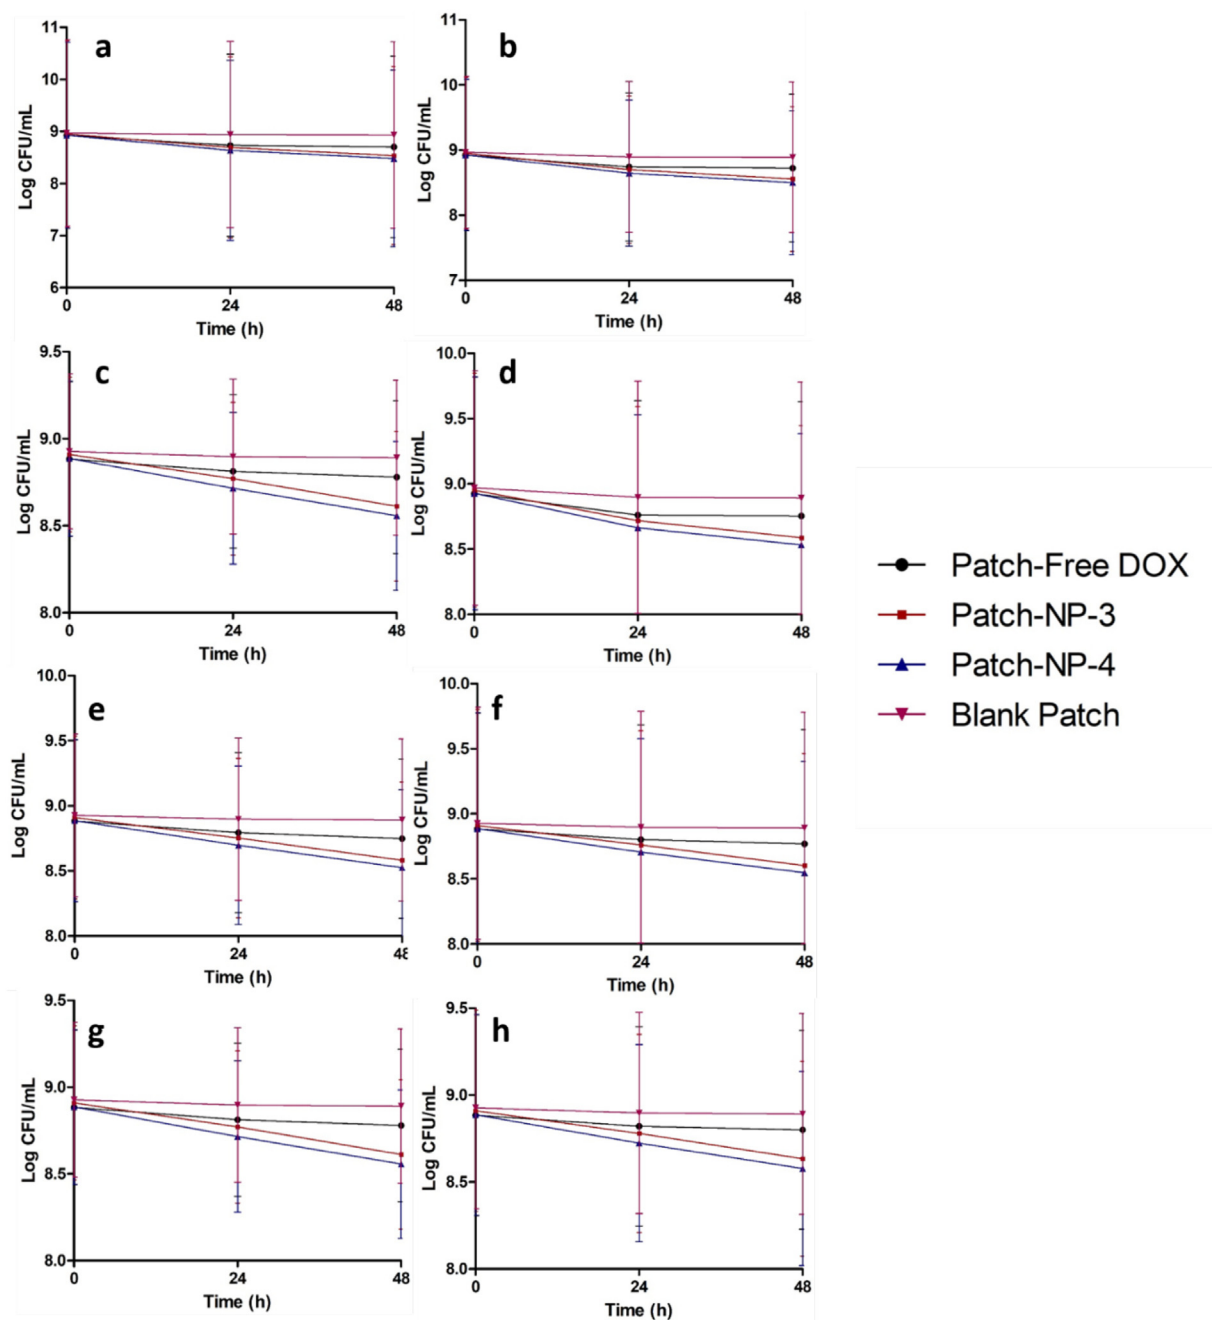 a
11
10
9
8
7
6
Log CFU/mL
0
24
48
Time (h)
b
11
10
9
8
7
Log CFU/mL
0
24
48
Time (h)
c
9.5
9.0
8.5
8.0
Log CFU/mL
0
24
48
Time (h)
d
10.0
9.5
9.0
8.5
8.0
Log CFU/mL
0
24
48
Time (h)
Patch-Free DOX
Patch-NP-3
Patch-NP-4
Blank Patch
e
10.0
9.5
9.0
8.5
8.0
Log CFU/mL
0
24
48
Time (h)
f
10.0
9.5
9.0
8.5
8.0
Log CFU/mL
0
24
48
Time (h)
g
9.5
9.0
8.5
8.0
Log CFU/mL
0
24
48
Time (h)
h
9.5
9.0
8.5
8.0
Log CFU/mL
0
24
48
Time (h)